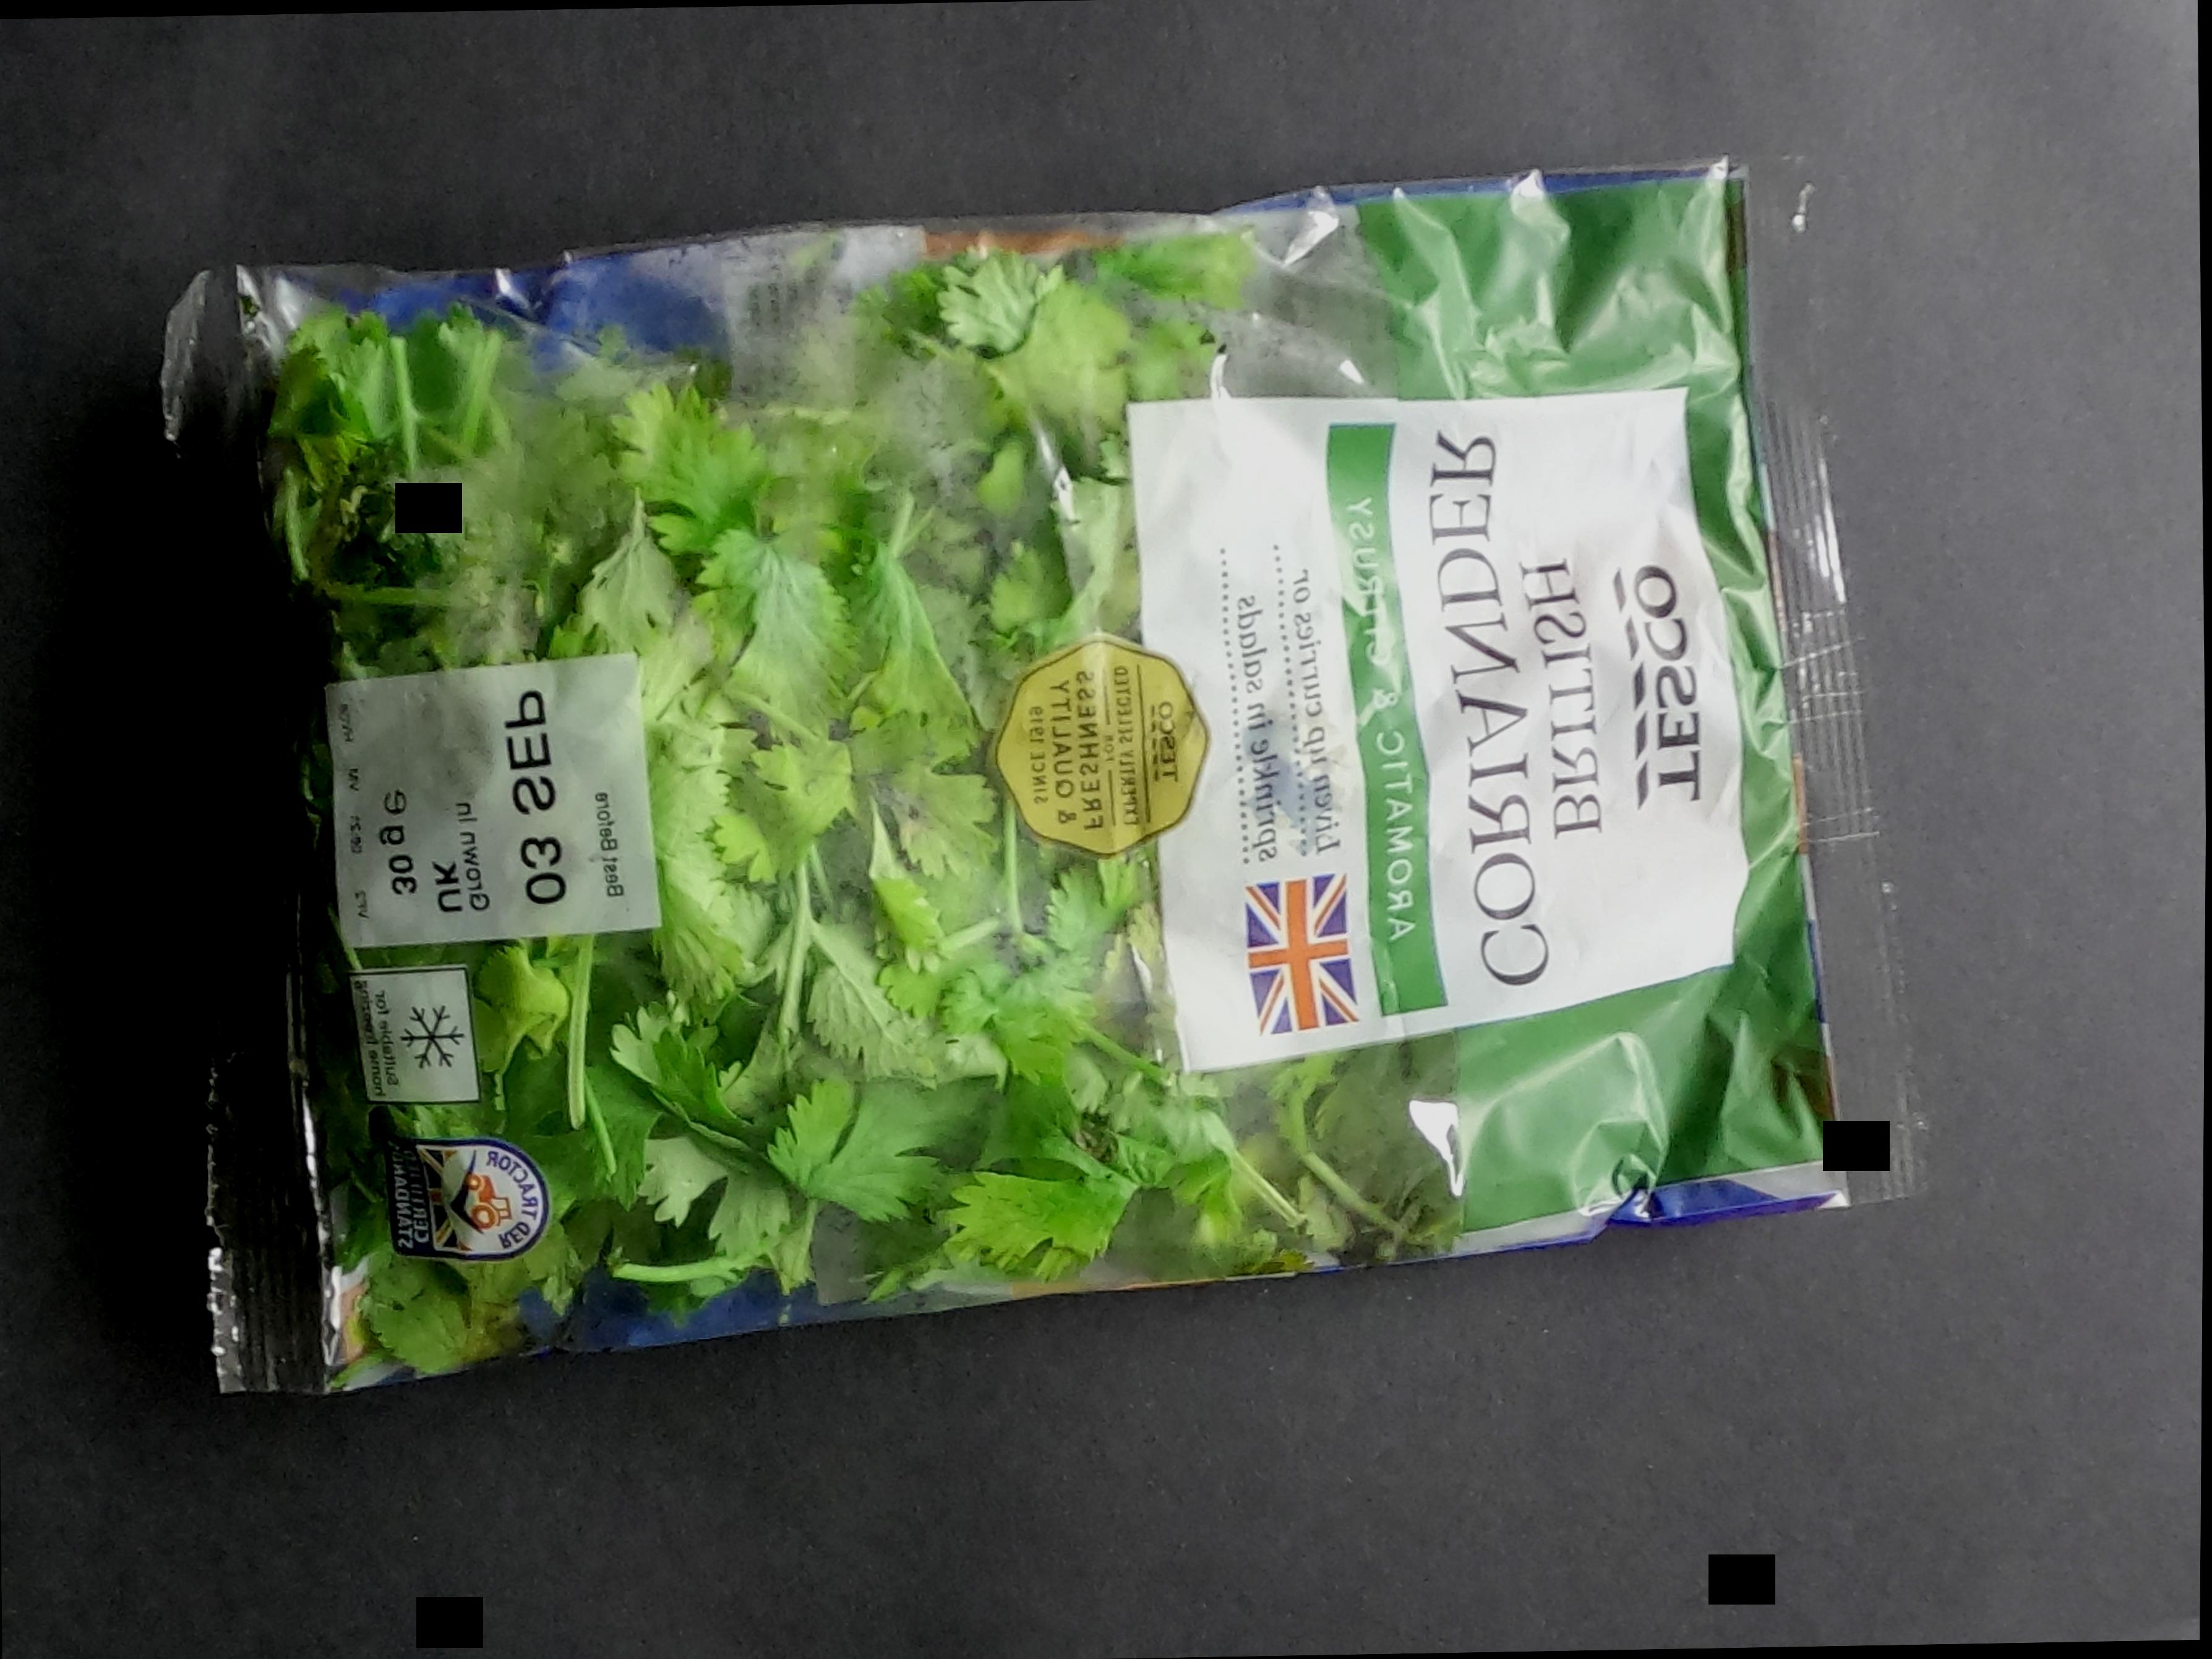 TESCO
BRITISH
CORIANDER
AROMATIC & CITRUSY
Liven up curries or
sprinkle in salads
TESCO
EXPERTLY SELECTED
FOR
FRESHNESS
& QUALITY
SINCE 1919
Best Before
03 SEP
Grown in
UK
30g e
Suitable for
home freezing
RED TRACTOR
CERTIFIED
STANDARDS